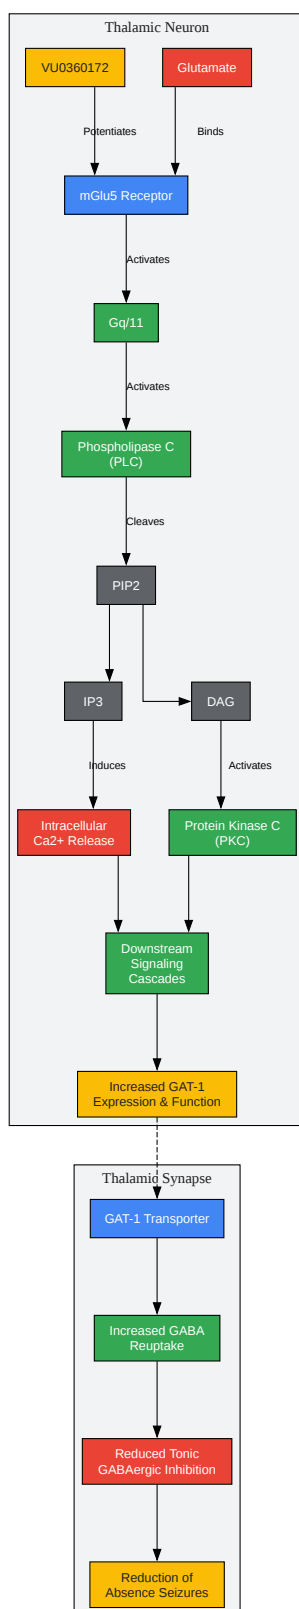 Thalamic Neuron
VU0360172
Glutamate
Potentiates
Binds
mGlu5 Receptor
Activates
Gq/11
Activates
Phospholipase C
(PLC)
Cleaves
PIP2
IP3
DAG
Induces
Activates
Intracellular
Ca2+ Release
Protein Kinase C
(PKC)
Downstream
Signaling
Cascades
Increased GAT-1
Expression & Function
Thalamic Synapse
GAT-1 Transporter
Increased GABA
Reuptake
Reduced Tonic
GABAergic Inhibition
Reduction of
Absence Seizures